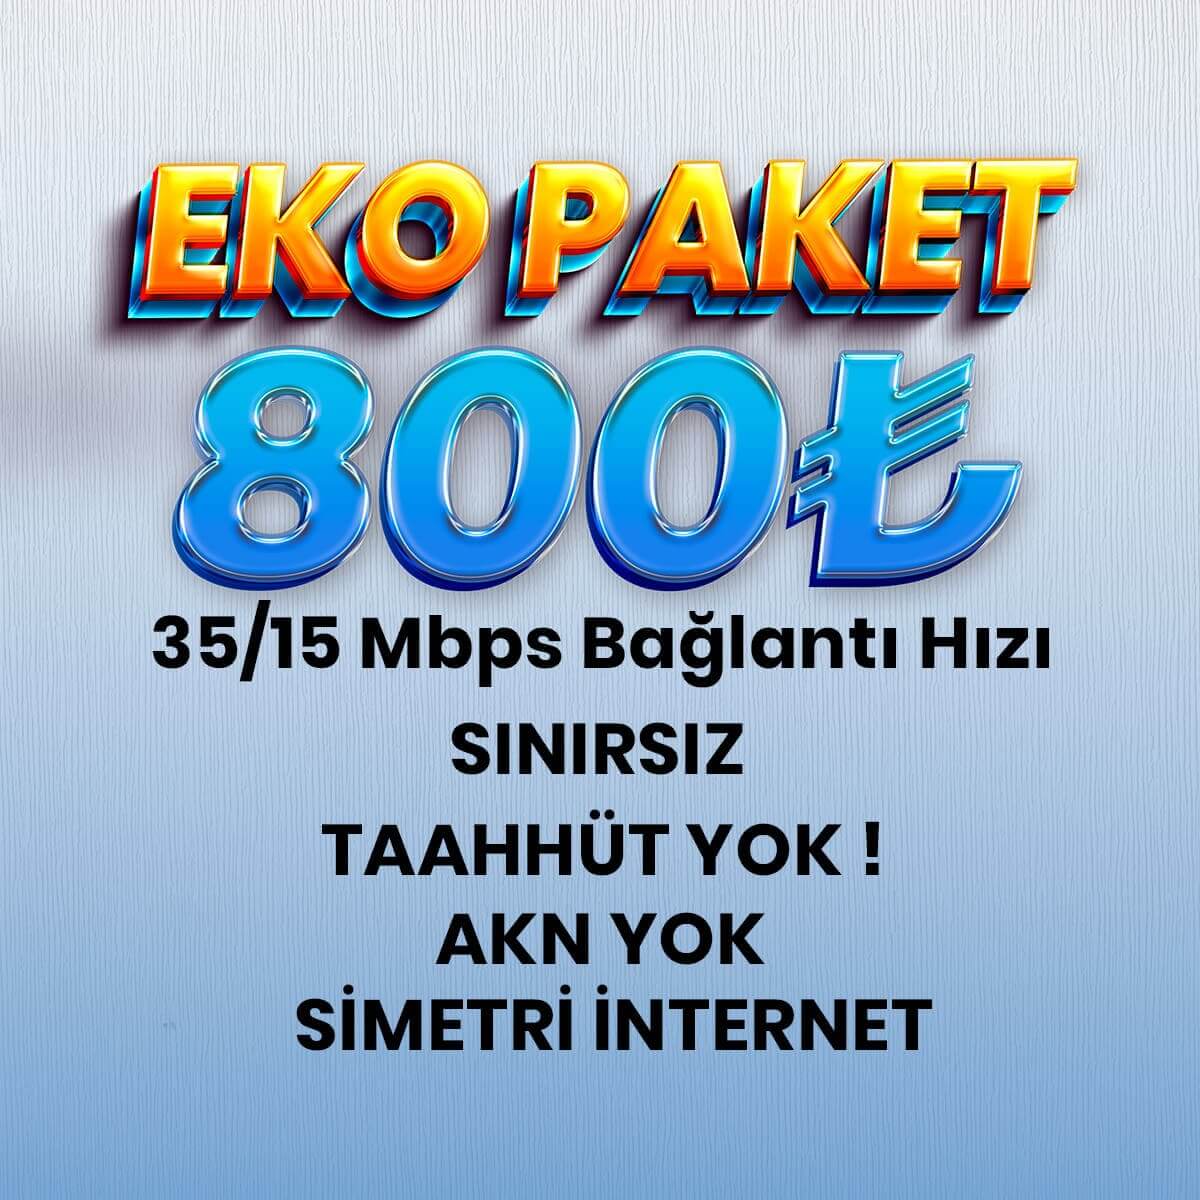 EKO PAKET
800₺
35/15 Mbps Bağlantı Hızı
SINIRSIZ
TAAHHÜT YOK !
AKN YOK
SİMETRİ İNTERNET